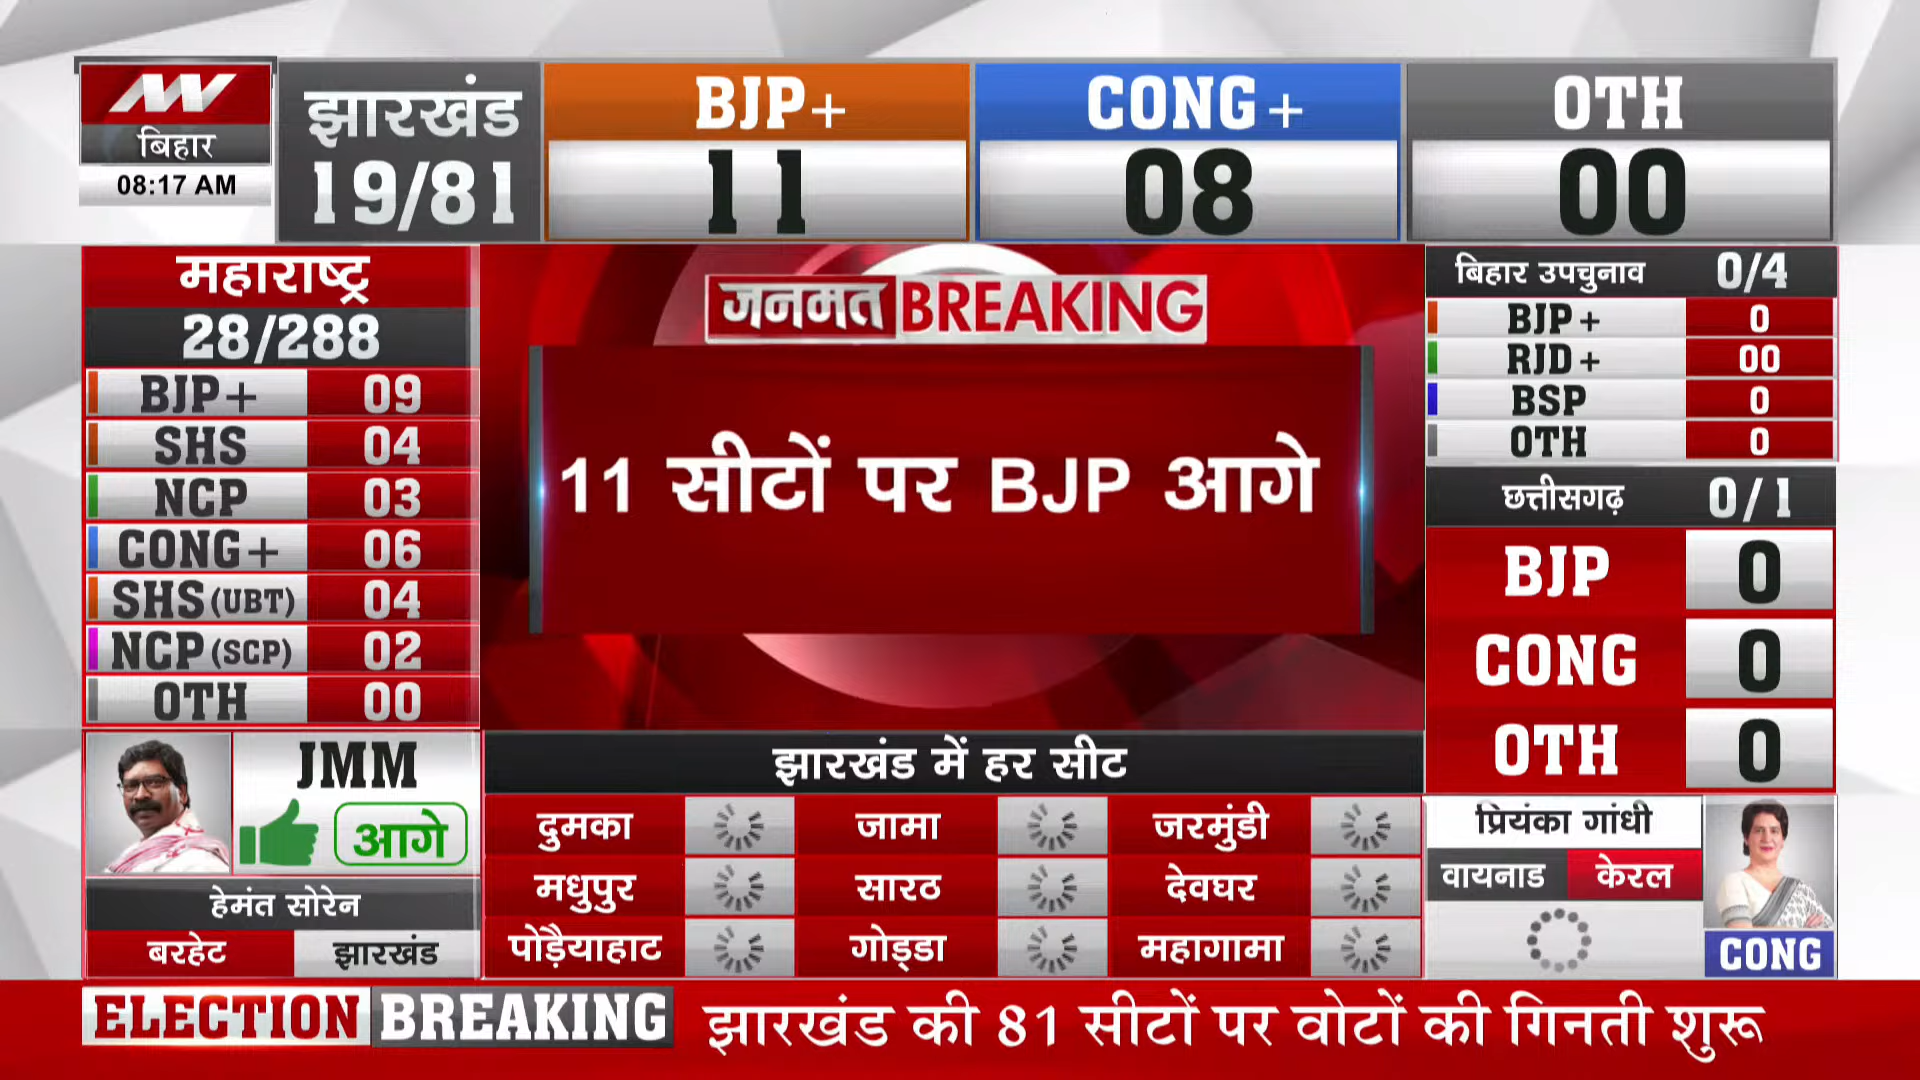 बिहार
08:17 AM
झारखंड
19/81
BJP+
11
CONG+
08
OTH
00
महाराष्ट्र
28/288
BJP+ 09
SHS 04
NCP 03
CONG+ 06
SHS (UBT) 04
NCP (SCP) 02
OTH 00
जनमत BREAKING
11 सीटों पर BJP आगे
बिहार उपचुनाव 0/4
BJP+ 0
RJD+ 00
BSP 0
OTH 0
छत्तीसगढ़ 0/1
BJP 0
CONG 0
OTH 0
JMM
आगे
हेमंत सोरेन
बरहेट झारखंड
झारखंड में हर सीट
दुमका जामा जरमुंडी
मधुपुर सारठ देवघर
पोड़ैयाहाट गोड्डा महागामा
प्रियंका गांधी
वायनाड केरल
CONG
ELECTION BREAKING झारखंड की 81 सीटों पर वोटों की गिनती शुरू